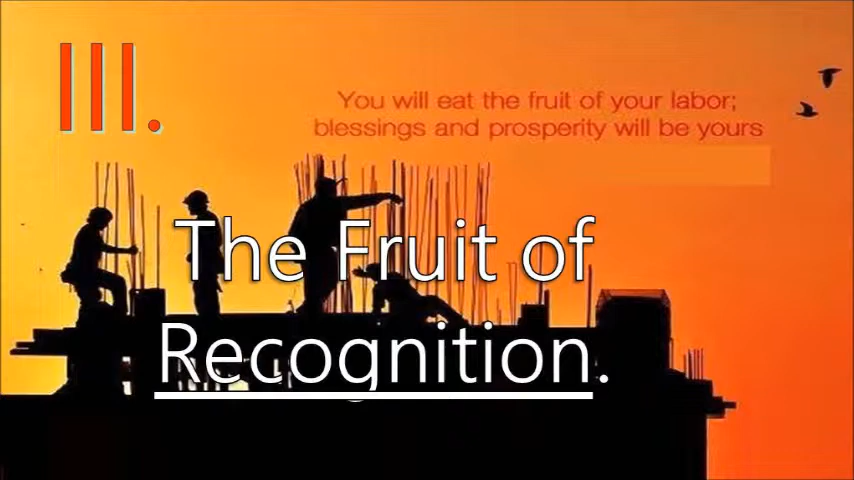 III.
You will eat the fruit of your labor;
blessings and prosperity will be yours
The Fruit of
Recognition.